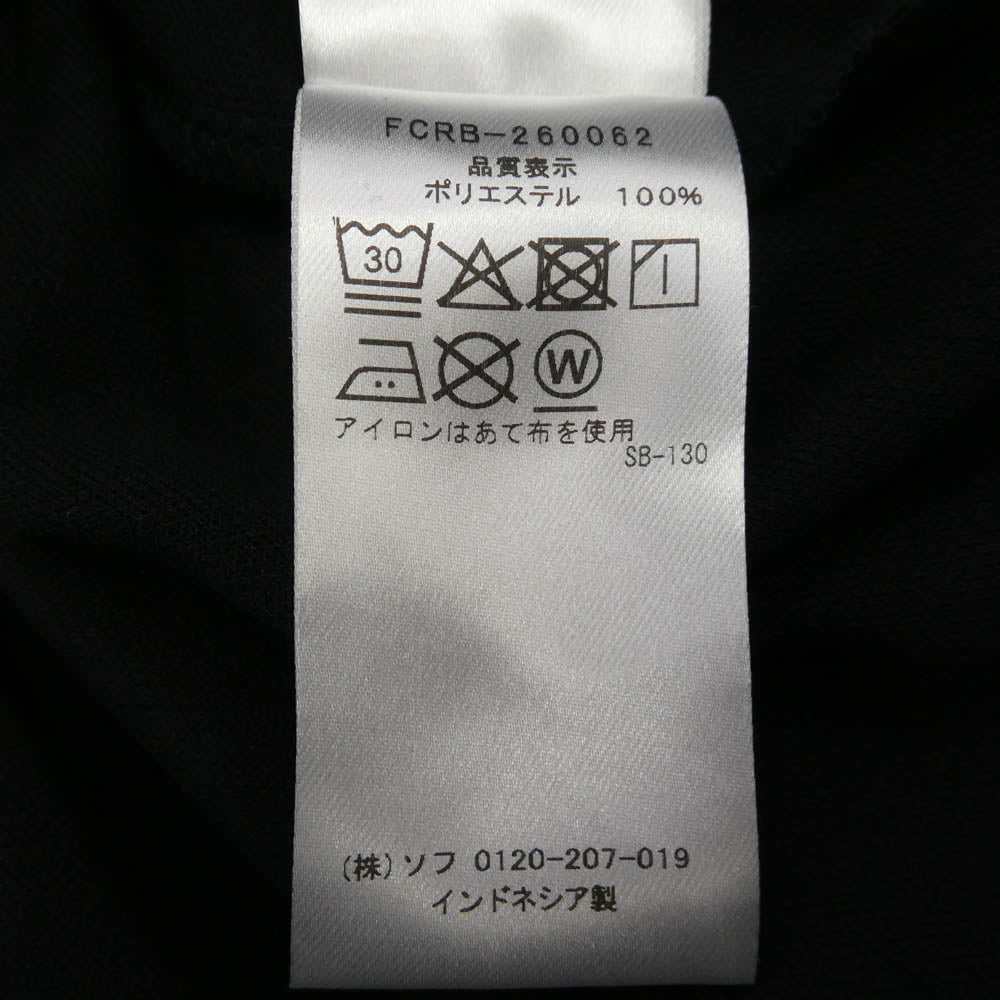 FCRB-260062
品質表示
ポリエステル 100%
30
W
アイロンはあて布を使用
SB-130
(株)ソフ 0120-207-019
インドネシア製